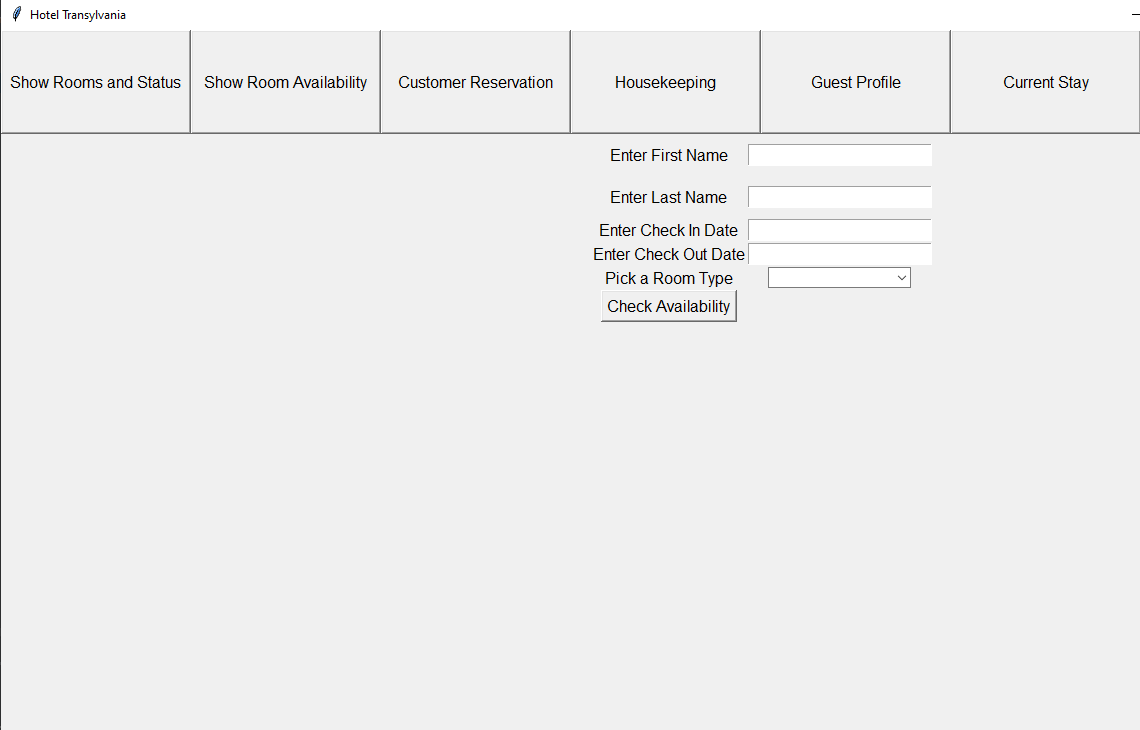 Hotel Transylvania
Show Rooms and Status
Show Room Availability
Customer Reservation
Housekeeping
Guest Profile
Current Stay
Enter First Name
Enter Last Name
Enter Check In Date
Enter Check Out Date
Pick a Room Type
Check Availability